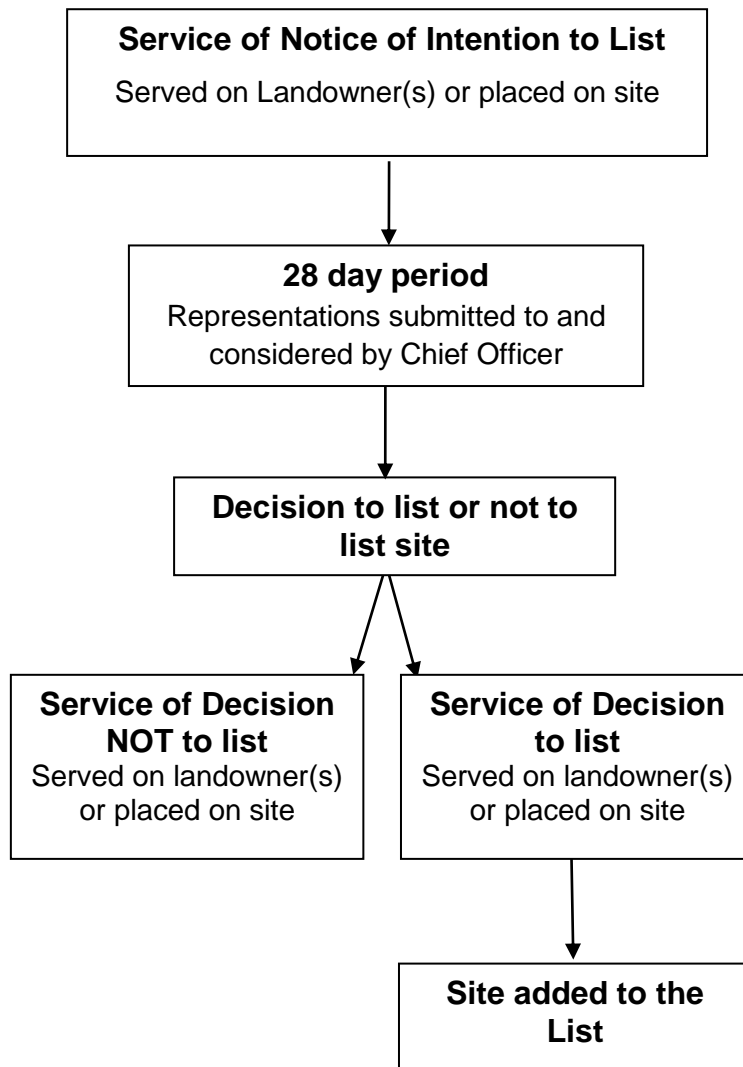 Service of Notice of Intention to List
Served on Landowner(s) or placed on site
28 day period
Representations submitted to and
considered by Chief Officer
Decision to list or not to
list site
Service of Decision
NOT to list
Served on landowner(s)
or placed on site
Service of Decision
to list
Served on landowner(s)
or placed on site
Site added to the
List